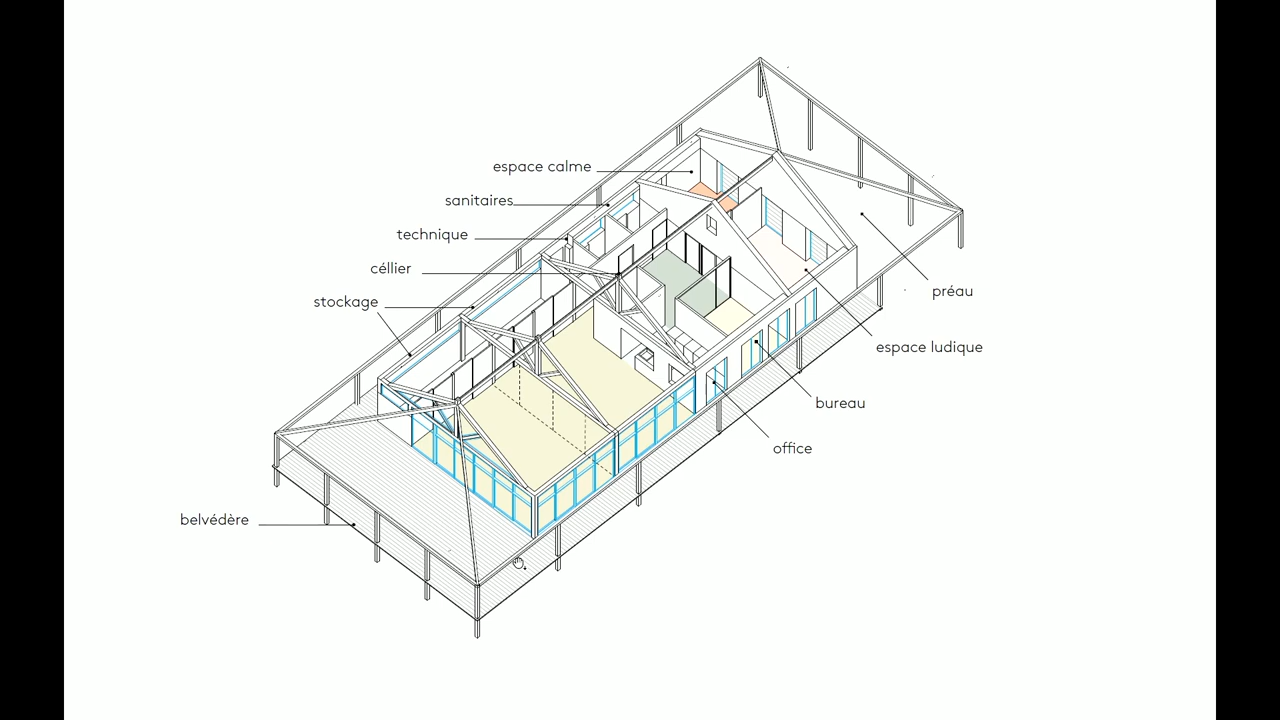 espace calme
sanitaires
technique
céllier
stockage
préau
espace ludique
bureau
office
belvédère